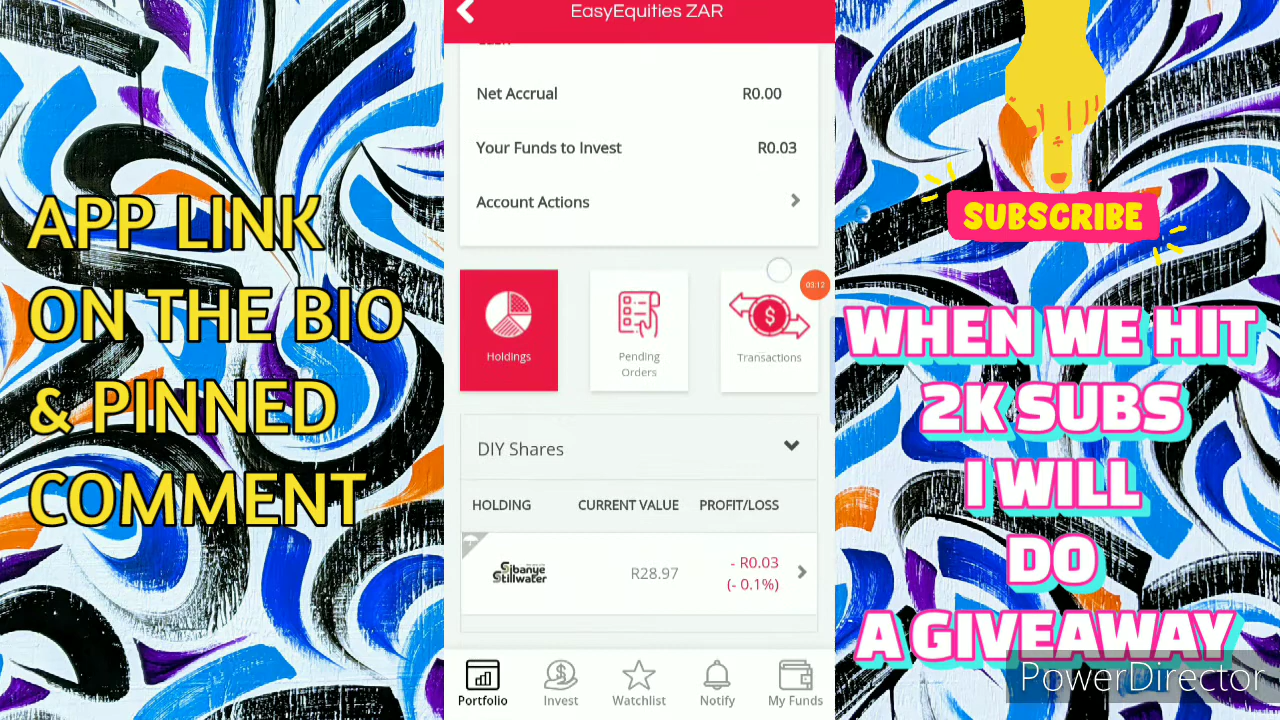 EasyEquities ZAR
Net Accrual R0.00
Your Funds to Invest R0.03
Account Actions
APP LINK
ON THE BIO
& PINNED
COMMENT
SUBSCRIBE
WHEN WE HIT
2K SUBS
I WILL
DO
A GIVEAWAY
03:12
Holdings
Pending
Orders
Transactions
DIY Shares
HOLDING CURRENT VALUE PROFIT/LOSS
Sibanye
Stillwater
R28.97
- R0.03
(- 0.1%)
Portfolio Invest Watchlist Notify My Funds
PowerDirector